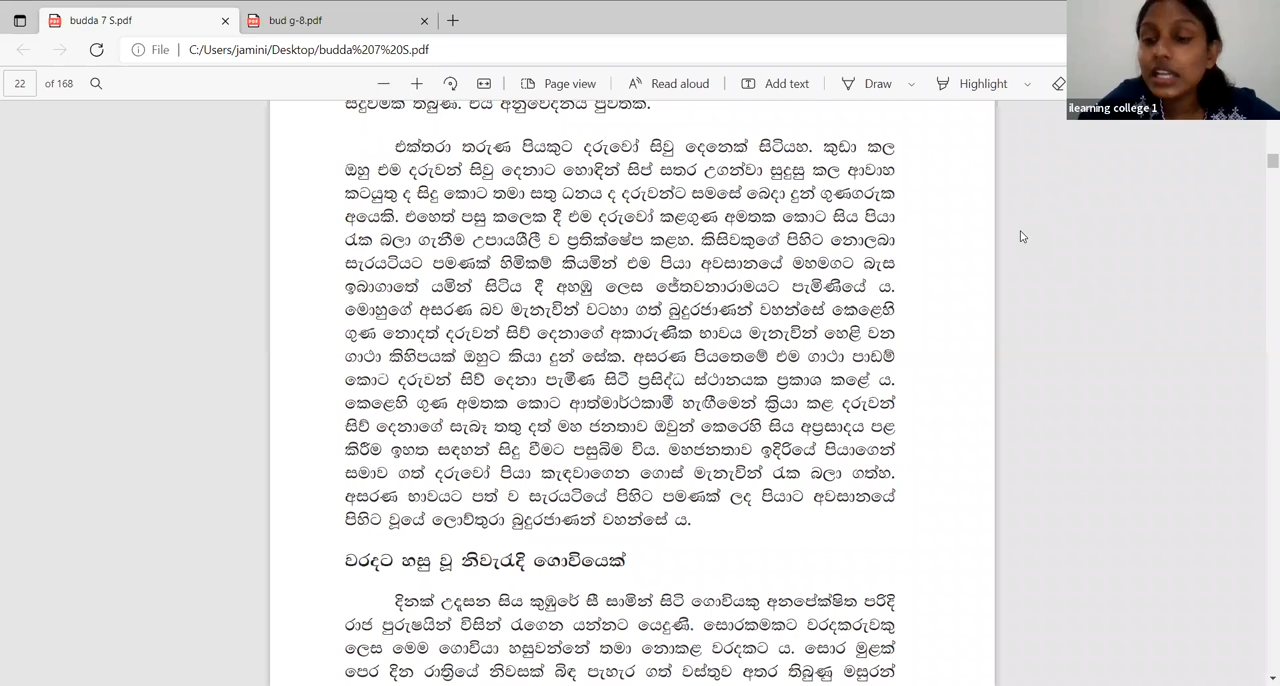 budda 7 S.pdf
bud g-8.pdf
File
C:/Users/jamini/Desktop/budda%207%20S.pdf
22 of 168
Page view
Read aloud
Add text
Draw
Highlight
ilearning college 1
සැදුවමක් තිබුණි. එය අනුවේදනීය පුවතකි.
එක්තරා තරුණ පියකුට දරුවෝ සිවු දෙනෙක් සිටියහ. කුඩා කල
ඔහු එම දරුවන් සිවු දෙනාට හොඳින් සිප් සතර උගන්වා සුදුසු කල ආවාහ
කටයුතු ද සිදු කොට තමා සතු ධනය ද දරුවන්ට සමසේ බෙදා දුන් ගුණගරුක
අයෙකි. එහෙත් පසු කලෙක දී එම දරුවෝ කළගුණ අමතක කොට සිය පියා
රැක බලා ගැනීම උපායශීලී ව ප්‍රතික්ෂේප කළහ. කිසිවකුගේ පිහිට නොලබා
සැරයටියට පමණක් හිමිකම් කියමින් එම පියා අවසානයේ මහමගට බැස
ඉබාගාතේ යමින් සිටිය දී අහඹු ලෙස ජේතවනාරාමයට පැමිණියේ ය.
මොහුගේ අසරණ බව මැනැවින් වටහා ගත් බුදුරජාණන් වහන්සේ කෙළෙහි
ගුණ නොදත් දරුවන් සිව් දෙනාගේ අකාරුණික භාවය මැනැවින් හෙළි වන
ගාථා කිහිපයක් ඔහුට කියා දුන් සේක. අසරණ පියතෙමේ එම ගාථා පාඩම්
කොට දරුවන් සිව් දෙනා පැමිණ සිටි ප්‍රසිද්ධ ස්ථානයක ප්‍රකාශ කළේ ය.
කෙළෙහි ගුණ අමතක කොට ආත්මාර්ථකාමී හැඟීමෙන් ක්‍රියා කළ දරුවන්
සිව් දෙනාගේ සැබෑ තතු දත් මහ ජනතාව ඔවුන් කෙරෙහි සිය අප්‍රසාදය පළ
කිරීම ඉහත සඳහන් සිදු වීමට පසුබිම විය. මහජනතාව ඉදිරියේ පියාගෙන්
සමාව ගත් දරුවෝ පියා කැඳවාගෙන ගොස් මැනැවින් රැක බලා ගත්හ.
අසරණ භාවයට පත් ව සැරයටියේ පිහිට පමණක් ලද පියාට අවසානයේ
පිහිට වූයේ ලොව්තුරා බුදුරජාණන් වහන්සේ ය.
වරදට හසු වූ නිවැරැදි ගොවියෙක්
දිනක් උදෑසන සිය කුඹුරේ සී සාමින් සිටි ගොවියකු අනපේක්ෂිත පරිදි
රාජ පුරුෂයින් විසින් රැගෙන යන්නට යෙදුණි. සොරකමකට වරදකරුවකු
ලෙස මෙම ගොවියා හසුවන්නේ තමා නොකළ වරදකට ය. සොර මුළක්
පෙර දින රාත්‍රියේ නිවසක් බිඳ පැහැර ගත් වස්තුව අතර තිබුණු මසුරන්